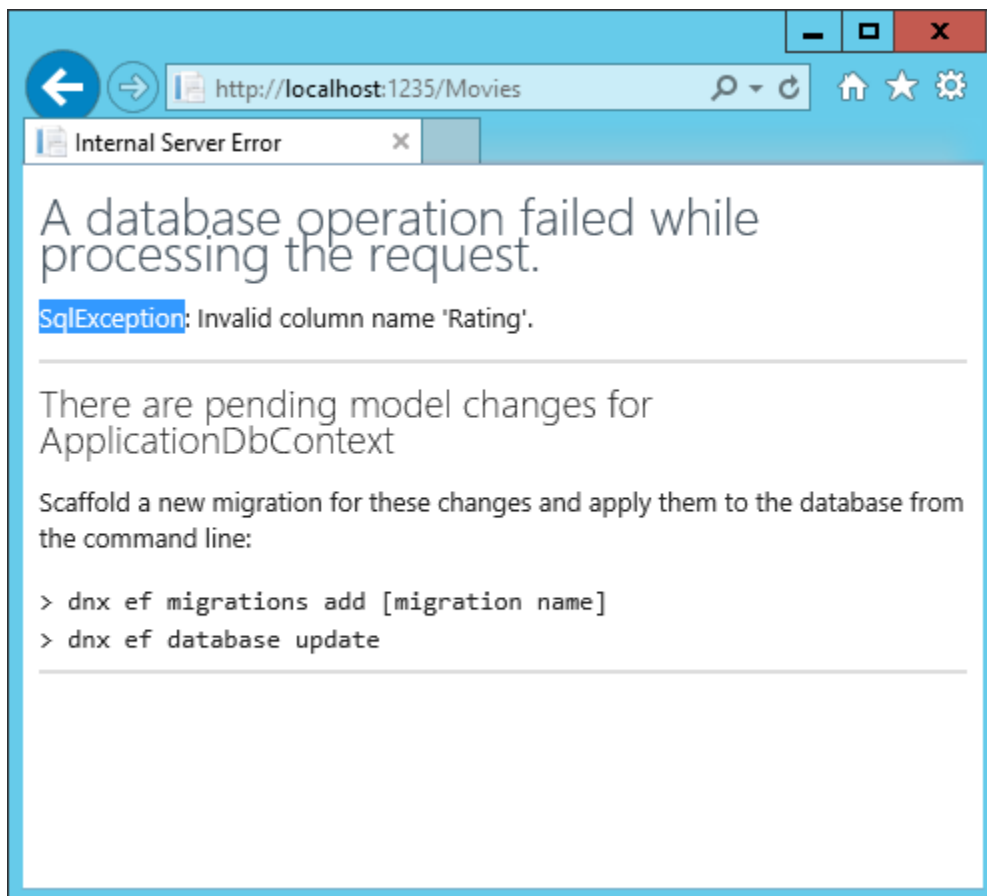 http://localhost:1235/Movies
Internal Server Error
A database operation failed while
processing the request.
SqlException: Invalid column name 'Rating'.
There are pending model changes for
ApplicationDbContext
Scaffold a new migration for these changes and apply them to the database from
the command line:
> dnx ef migrations add [migration name]
> dnx ef database update